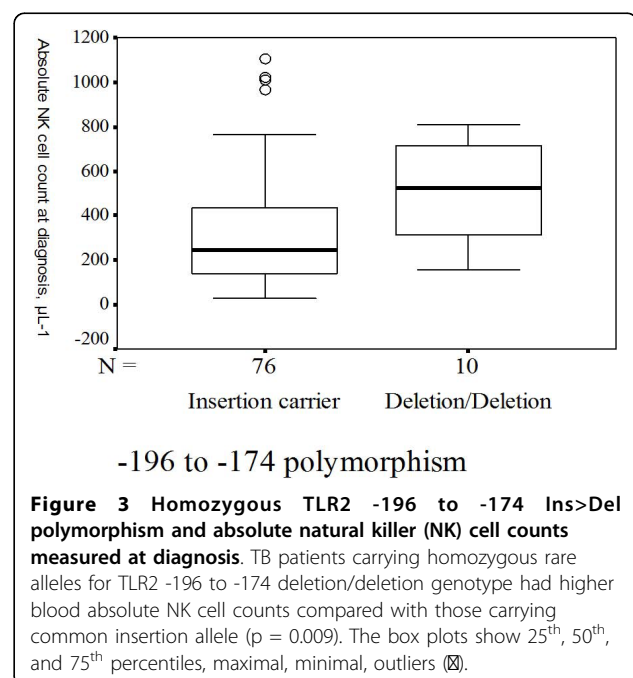 1200
1000
800
600
400
200
0
-200
Absolute NK cell count at diagnosis, µL-1
N = 76 10
Insertion carrier Deletion/Deletion
-196 to -174 polymorphism
Figure 3 Homozygous TLR2 -196 to -174 Ins>Del
polymorphism and absolute natural killer (NK) cell counts
measured at diagnosis. TB patients carrying homozygous rare
alleles for TLR2 -196 to -174 deletion/deletion genotype had higher
blood absolute NK cell counts compared with those carrying
common insertion allele (p = 0.009). The box plots show 25th, 50th,
and 75th percentiles, maximal, minimal, outliers (⍰).